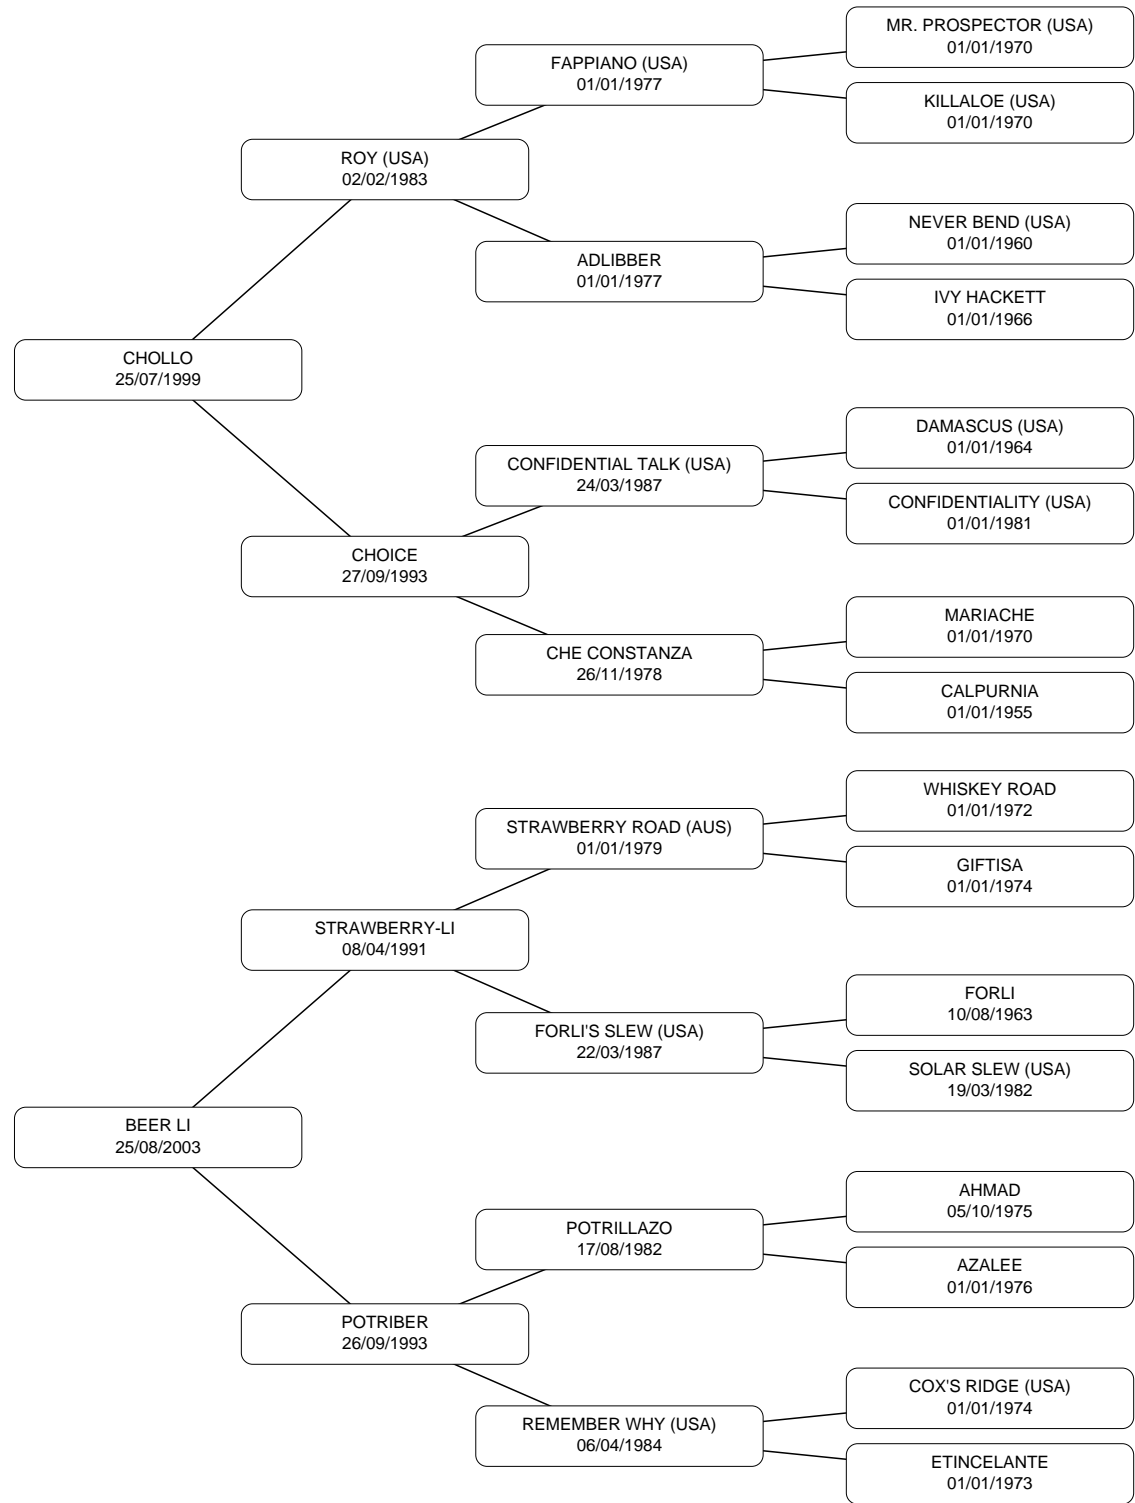 MR. PROSPECTOR (USA)
01/01/1970
FAPPIANO (USA)
01/01/1977
KILLALOE (USA)
01/01/1970
ROY (USA)
02/02/1983
NEVER BEND (USA)
01/01/1960
ADLIBBER
01/01/1977
IVY HACKETT
01/01/1966
CHOLLO
25/07/1999
DAMASCUS (USA)
01/01/1964
CONFIDENTIAL TALK (USA)
24/03/1987
CONFIDENTIALITY (USA)
01/01/1981
CHOICE
27/09/1993
MARIACHE
01/01/1970
CHE CONSTANZA
26/11/1978
CALPURNIA
01/01/1955
WHISKEY ROAD
01/01/1972
STRAWBERRY ROAD (AUS)
01/01/1979
GIFTISA
01/01/1974
STRAWBERRY-LI
08/04/1991
FORLI
10/08/1963
FORLI'S SLEW (USA)
22/03/1987
SOLAR SLEW (USA)
19/03/1982
BEER LI
25/08/2003
AHMAD
05/10/1975
POTRILLAZO
17/08/1982
AZALEE
01/01/1976
POTRIBER
26/09/1993
COX'S RIDGE (USA)
01/01/1974
REMEMBER WHY (USA)
06/04/1984
ETINCELANTE
01/01/1973